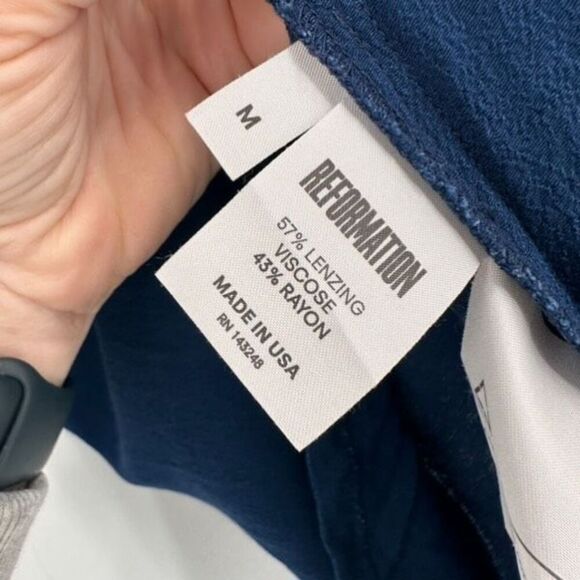 M
REFORMATION
57% LENZING
VISCOSE
43% RAYON
MADE IN USA
RN 143248